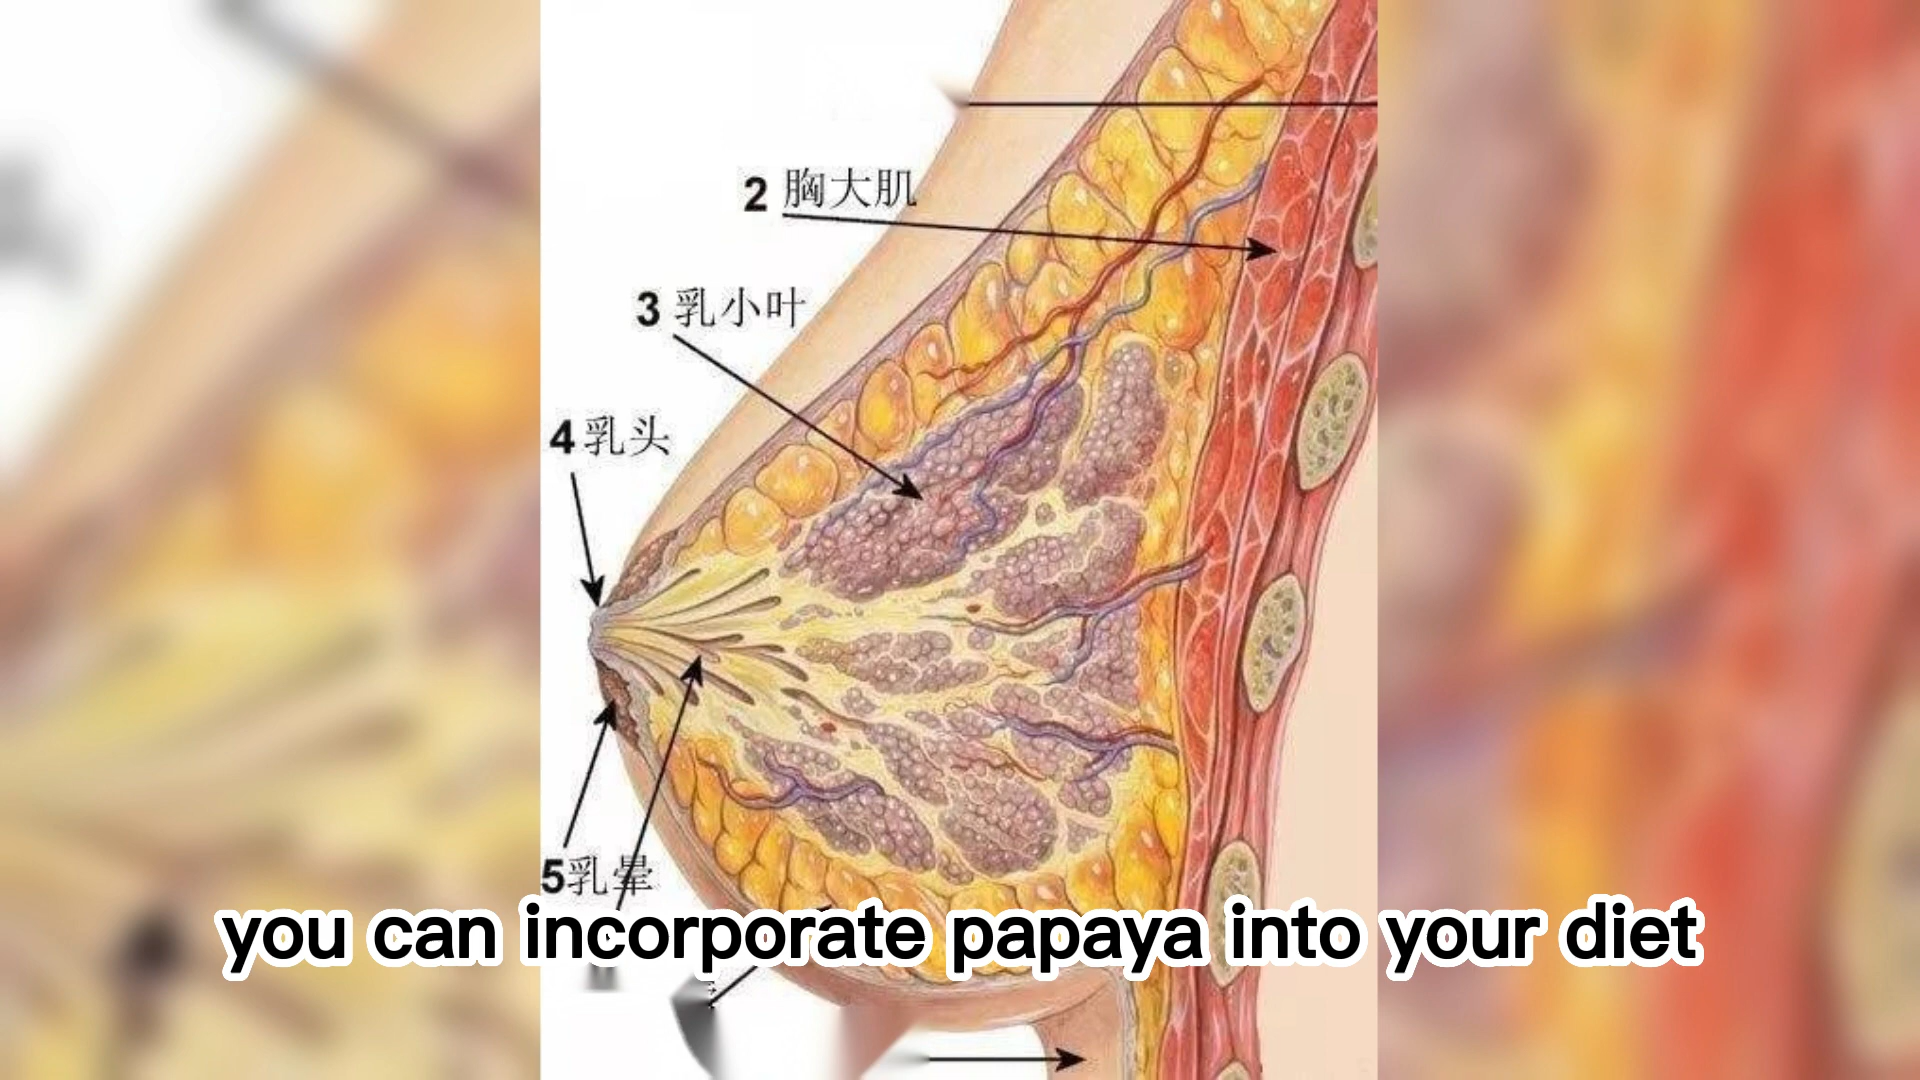 2 胸大肌
3 乳小叶
4 乳头
5 乳晕
you can incorporate papaya into your diet